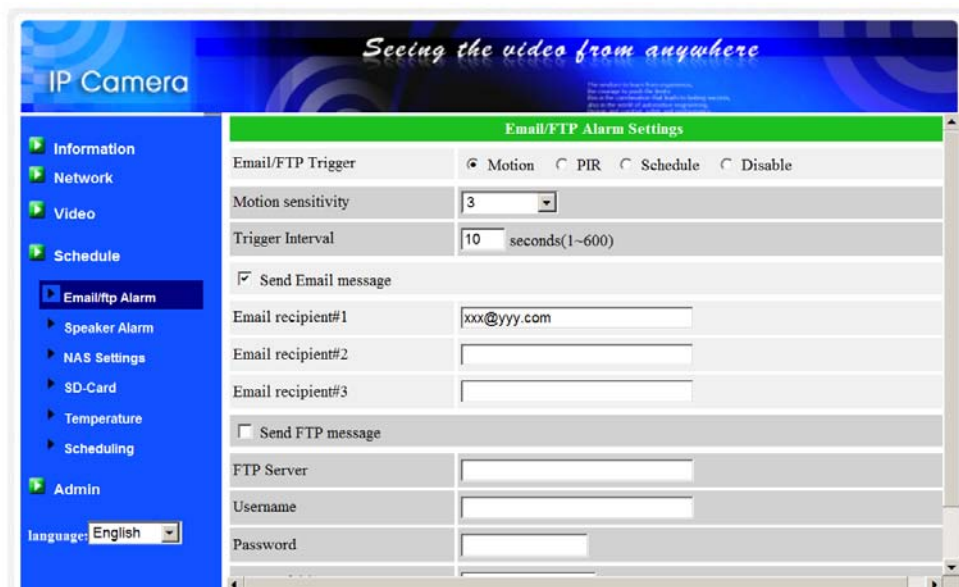 Seeing the video from anywhere
IP Camera
Information
Network
Video
Schedule
Email/ftp Alarm
Speaker Alarm
NAS Settings
SD-Card
Temperature
Scheduling
Admin
language: English
Email/FTP Alarm Settings
Email/FTP Trigger Motion PIR Schedule Disable
Motion sensitivity 3
Trigger Interval 10 seconds(1~600)
Send Email message
Email recipient#1 xxx@yyy.com
Email recipient#2
Email recipient#3
Send FTP message
FTP Server
Username
Password